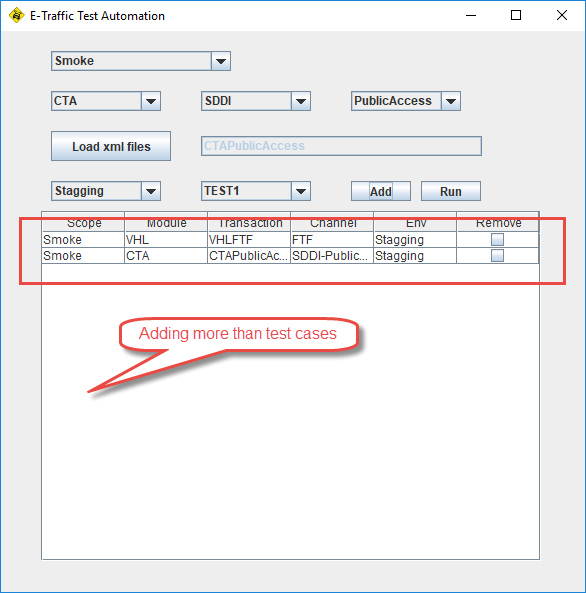 E-Traffic Test Automation
Smoke
CTA SDDI PublicAccess
Load xml files CTAPublicAccess
Stagging TEST1 Add Run
Scope Module Transaction Channel Env Remove
Smoke VHL VHLFTF FTF Stagging
Smoke CTA CTAPublicAc... SDDI-Public... Stagging
Adding more than test cases